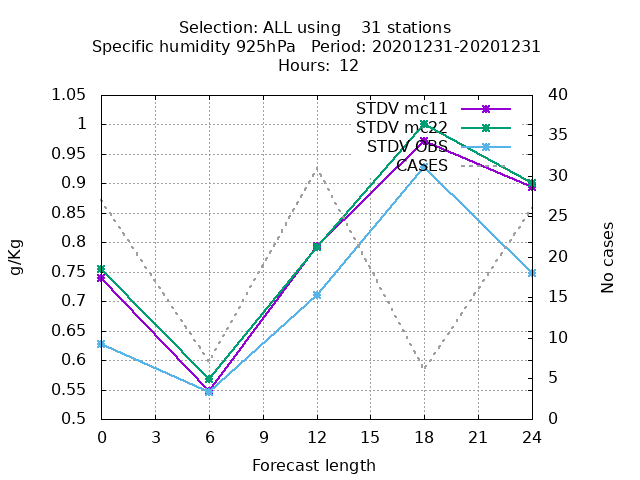 Selection: ALL using    31 stations
Specific humidity 925hPa   Period: 20201231-20201231
Hours:  12
1.05
1
0.95
0.9
0.85
0.8
0.75
0.7
0.65
0.6
0.55
0.5
g/Kg
STDV mc11
STDV mc22
STDV OBS
CASES
40
35
30
25
20
15
10
5
0
No cases
0 3 6 9 12 15 18 21 24
Forecast length